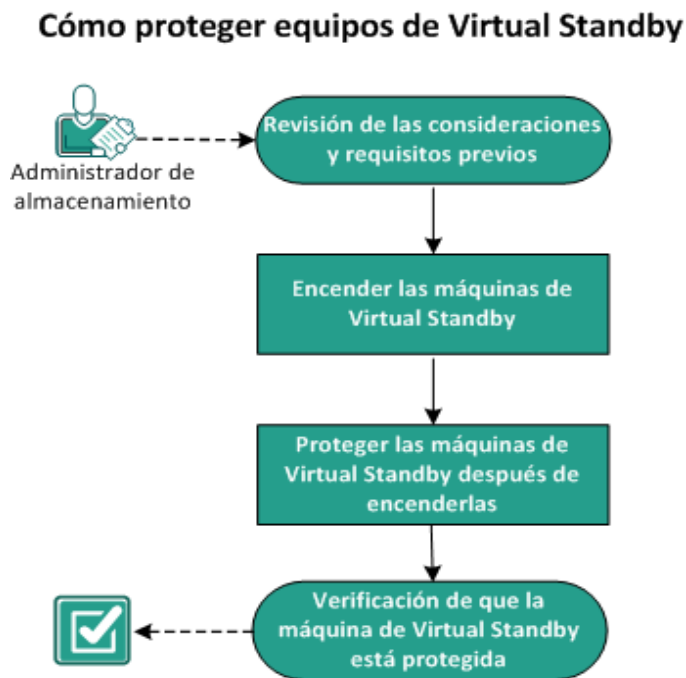 Cómo proteger equipos de Virtual Standby
Revisión de las consideraciones
y requisitos previos
Administrador de
almacenamiento
Encender las máquinas de
Virtual Standby
Proteger las máquinas de
Virtual Standby después de
encenderlas
Verificación de que la
máquina de Virtual Standby
está protegida